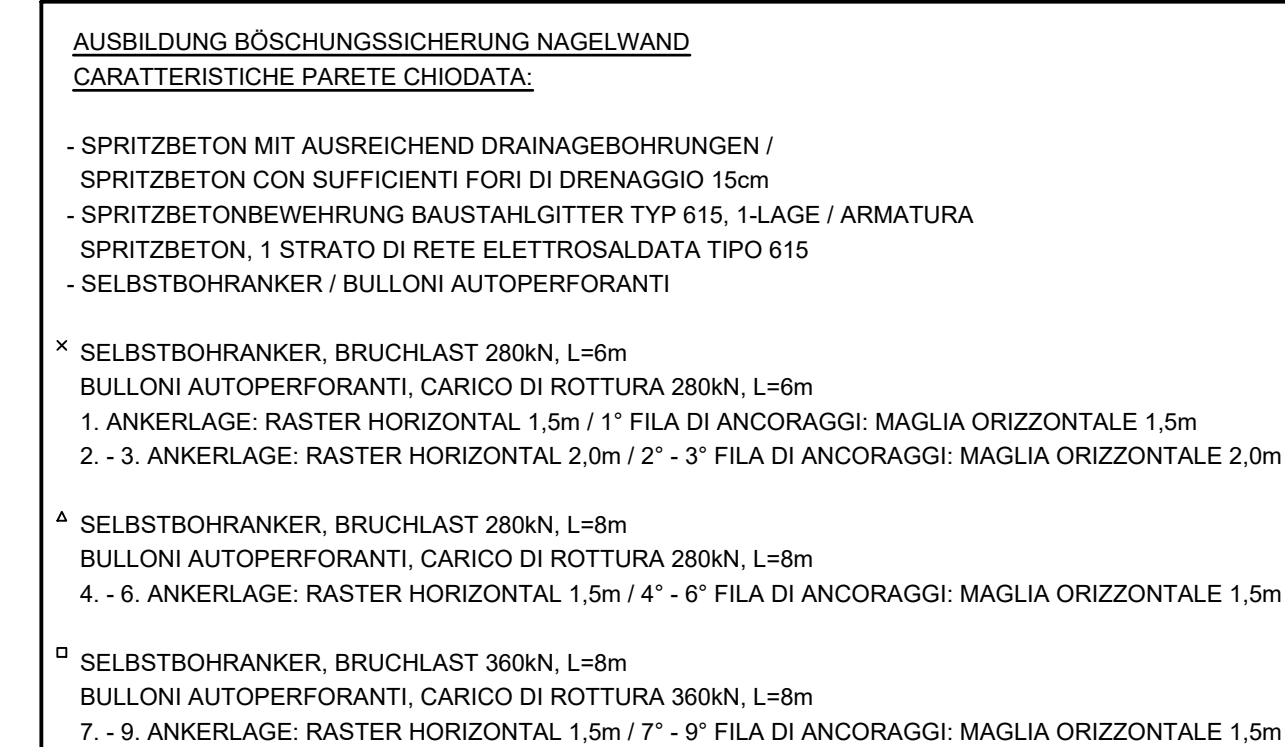 AUSBILDUNG BÖSCHUNGSSICHERUNG NAGELWAND
CARATTERISTICHE PARETE CHIODATA:
- SPRITZBETON MIT AUSREICHEND DRAINAGEBOHRUNGEN /
SPRITZBETON CON SUFFICIENTI FORI DI DRENAGGIO 15cm
- SPRITZBETONBEWEHRUNG BAUSTAHLGITTER TYP 615, 1-LAGE / ARMATURA
SPRITZBETON, 1 STRATO DI RETE ELETTROSALDATA TIPO 615
- SELBSTBOHRANKER / BULLONI AUTOPERFORANTI
× SELBSTBOHRANKER, BRUCHLAST 280kN, L=6m
BULLONI AUTOPERFORANTI, CARICO DI ROTTURA 280kN, L=6m
1. ANKERLAGE: RASTER HORIZONTAL 1,5m / 1° FILA DI ANCORAGGI: MAGLIA ORIZZONTALE 1,5m
2. - 3. ANKERLAGE: RASTER HORIZONTAL 2,0m / 2° - 3° FILA DI ANCORAGGI: MAGLIA ORIZZONTALE 2,0m
△ SELBSTBOHRANKER, BRUCHLAST 280kN, L=8m
BULLONI AUTOPERFORANTI, CARICO DI ROTTURA 280kN, L=8m
4. - 6. ANKERLAGE: RASTER HORIZONTAL 1,5m / 4° - 6° FILA DI ANCORAGGI: MAGLIA ORIZZONTALE 1,5m
□ SELBSTBOHRANKER, BRUCHLAST 360kN, L=8m
BULLONI AUTOPERFORANTI, CARICO DI ROTTURA 360kN, L=8m
7. - 9. ANKERLAGE: RASTER HORIZONTAL 1,5m / 7° - 9° FILA DI ANCORAGGI: MAGLIA ORIZZONTALE 1,5m